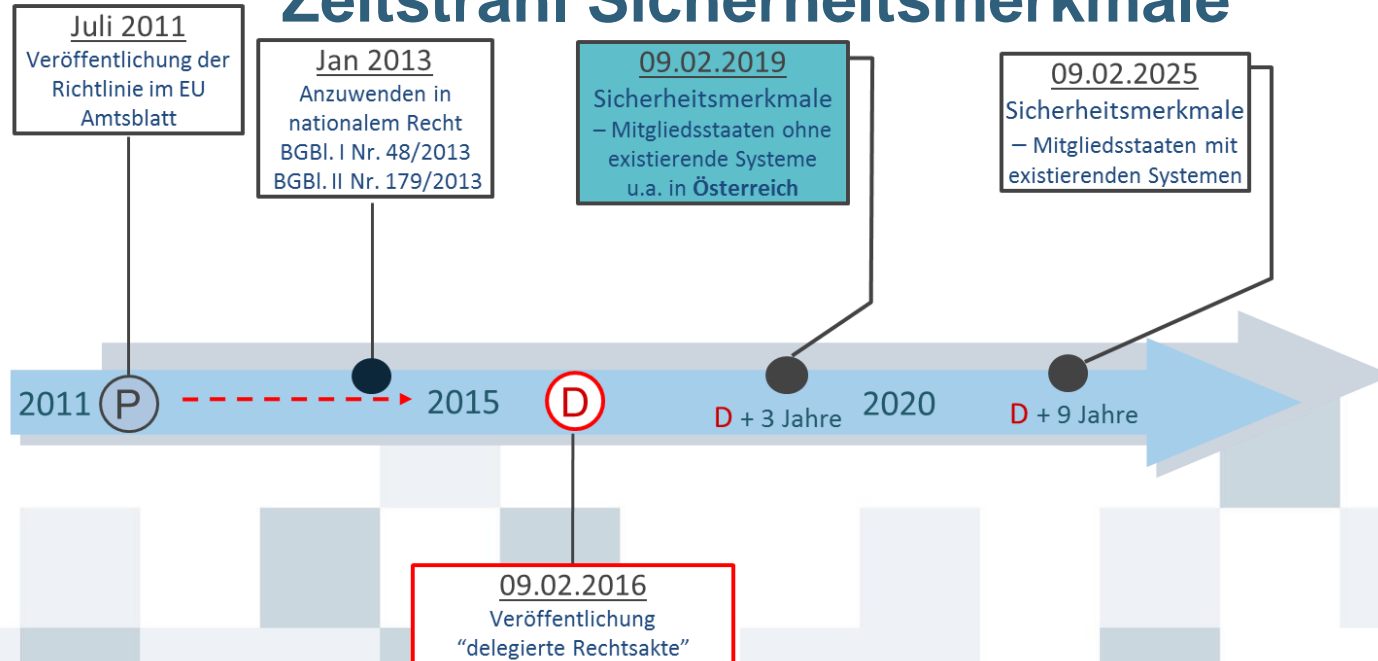 Zeitstrahl Sicherheitsmerkmale
Juli 2011
Veröffentlichung der
Richtlinie im EU
Amtsblatt
Jan 2013
Anzuwenden in
nationalem Recht
BGBl. I Nr. 48/2013
BGBl. II Nr. 179/2013
09.02.2019
Sicherheitsmerkmale
– Mitgliedsstaaten ohne
existierende Systeme
u.a. in Österreich
09.02.2025
Sicherheitsmerkmale
– Mitgliedsstaaten mit
existierenden Systemen
2011
P
2015
D
D + 3 Jahre
2020
D + 9 Jahre
09.02.2016
Veröffentlichung
“delegierte Rechtsakte”